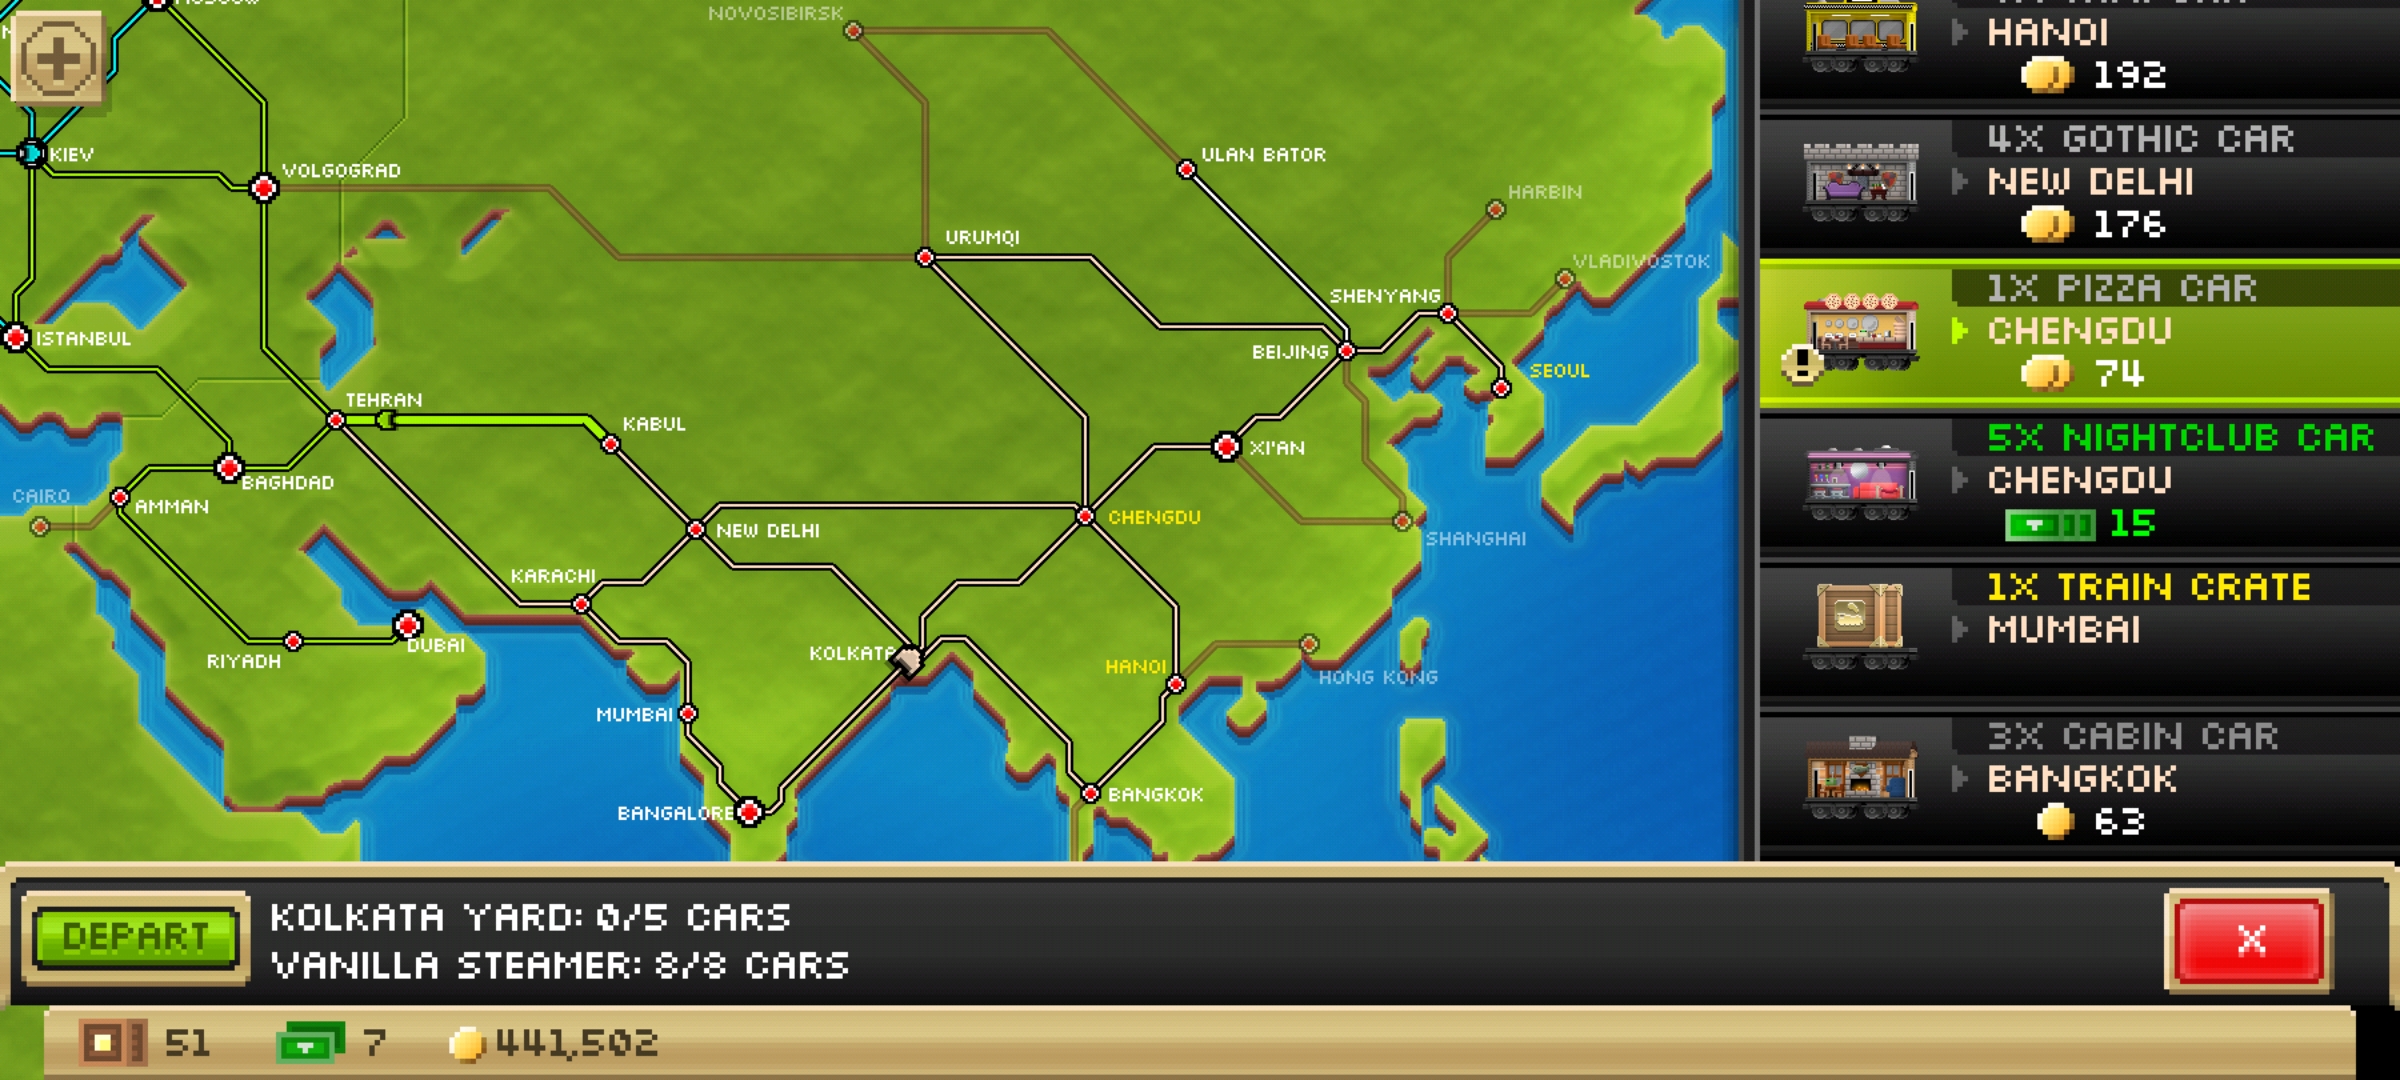 NOVOSIBIRSK
KIEV
VOLGOGRAD
ULAN BATOR
HARBIN
URUMQI
VLADIVOSTOK
SHENYANG
ISTANBUL
BEIJING
SEOUL
TEHRAN
KABUL
XI'AN
BAGHDAD
CAIRO
AMMAN
NEW DELHI
CHENGDU
SHANGHAI
KARACHI
RIYADH
DUBAI
KOLKATA
HANOI
HONG KONG
MUMBAI
BANGALORE
BANGKOK
HANOI
192
4X GOTHIC CAR
NEW DELHI
176
1X PIZZA CAR
CHENGDU
74
5X NIGHTCLUB CAR
CHENGDU
15
1X TRAIN CRATE
MUMBAI
3X CABIN CAR
BANGKOK
63
DEPART
KOLKATA YARD: 0/5 CARS
VANILLA STEAMER: 8/8 CARS
X
51
7
441,502